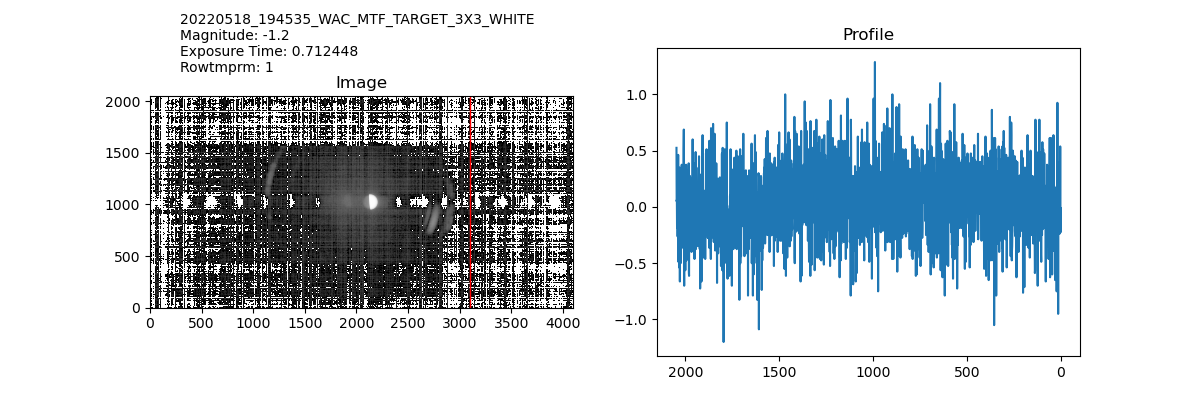 20220518_194535_WAC_MTF_TARGET_3X3_WHITE
Magnitude: -1.2
Exposure Time: 0.712448
Rowtmprm: 1
Image
2000
1500
1000
500
0
0 500 1000 1500 2000 2500 3000 3500 4000
Profile
1.0
0.5
0.0
−0.5
−1.0
2000 1500 1000 500 0